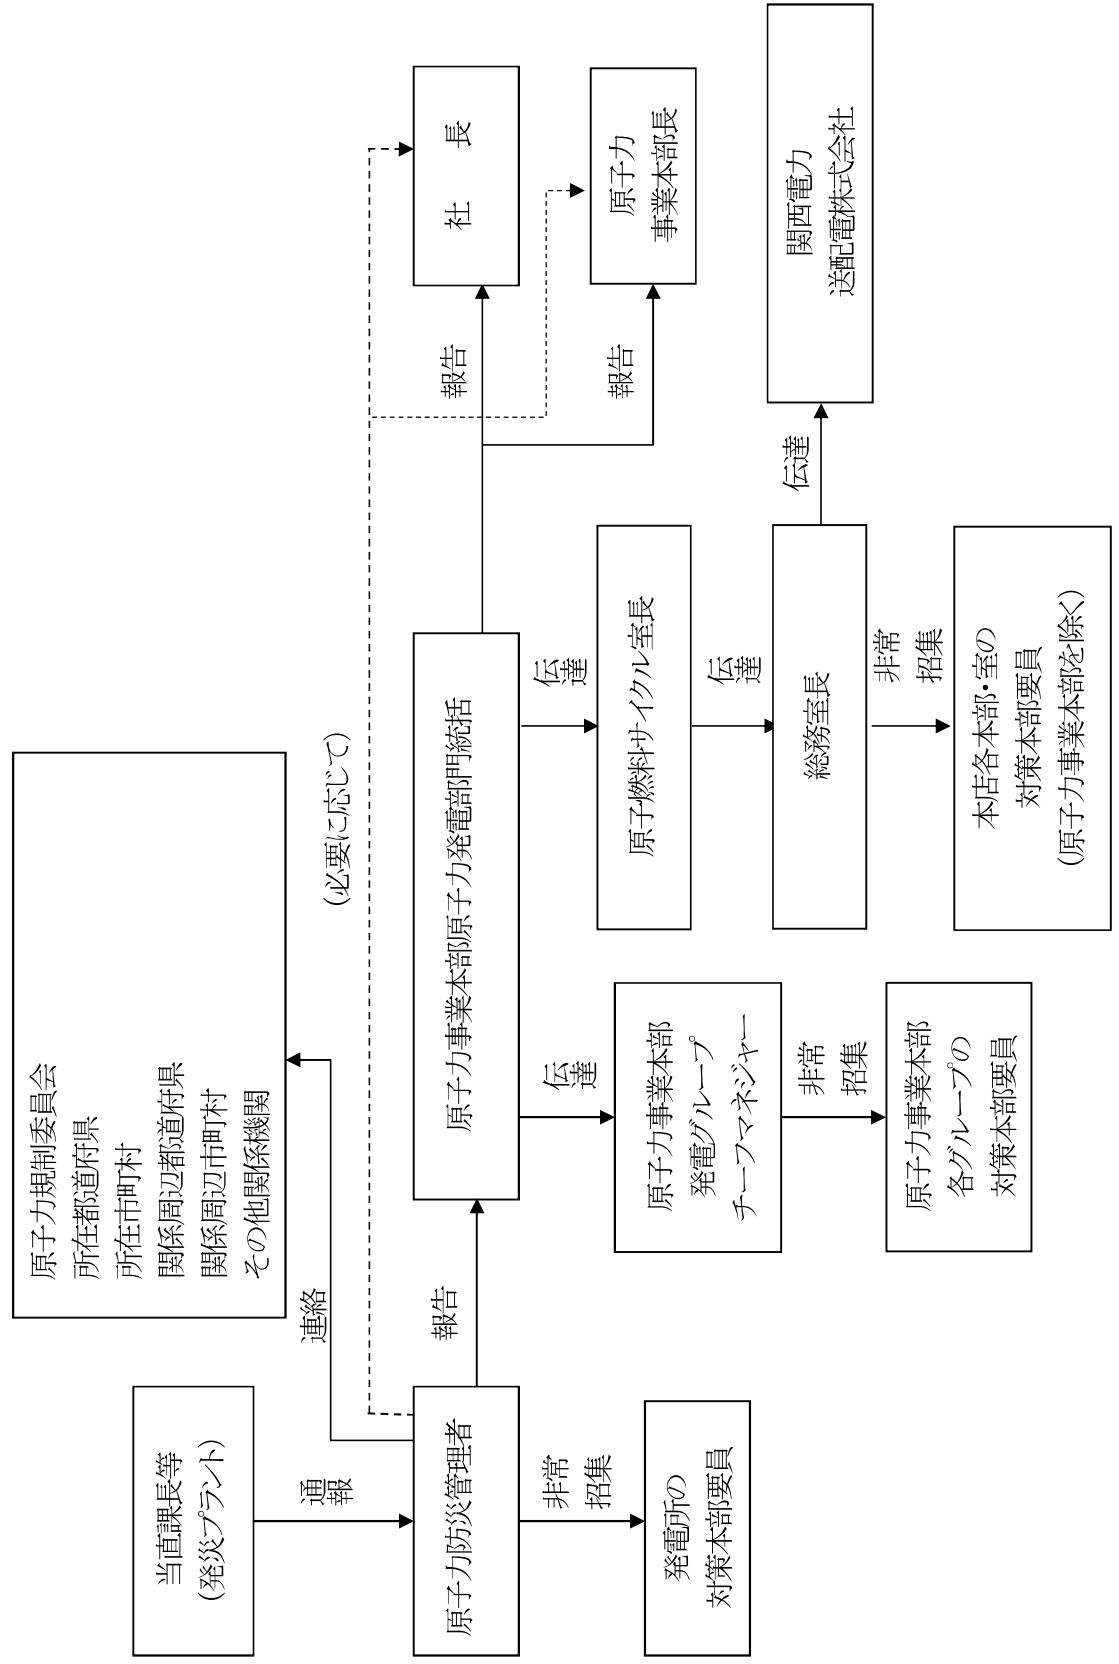 当直課長等
(発災プラント)
通
報
原子力防災管理者
非常
招集
発電所の
対策本部要員
連絡
原子力規制委員会
所在都道府県
所在市町村
関係周辺都道府県
関係周辺市町村
その他関係機関
(必要に応じて)
報告
原子力事業本部原子力発電部門統括
伝
達
原子力事業本部
発電グループ
チーフマネジャー
非常
招集
原子力事業本部
各グループの
対策本部要員
伝
達
原子燃料サイクル室長
伝
達
総務室長
非常
招集
本店各本部・室の
対策本部要員
(原子力事業本部を除く)
伝達
関西電力
送配電株式会社
報告
社　長
報告
原子力
事業本部長